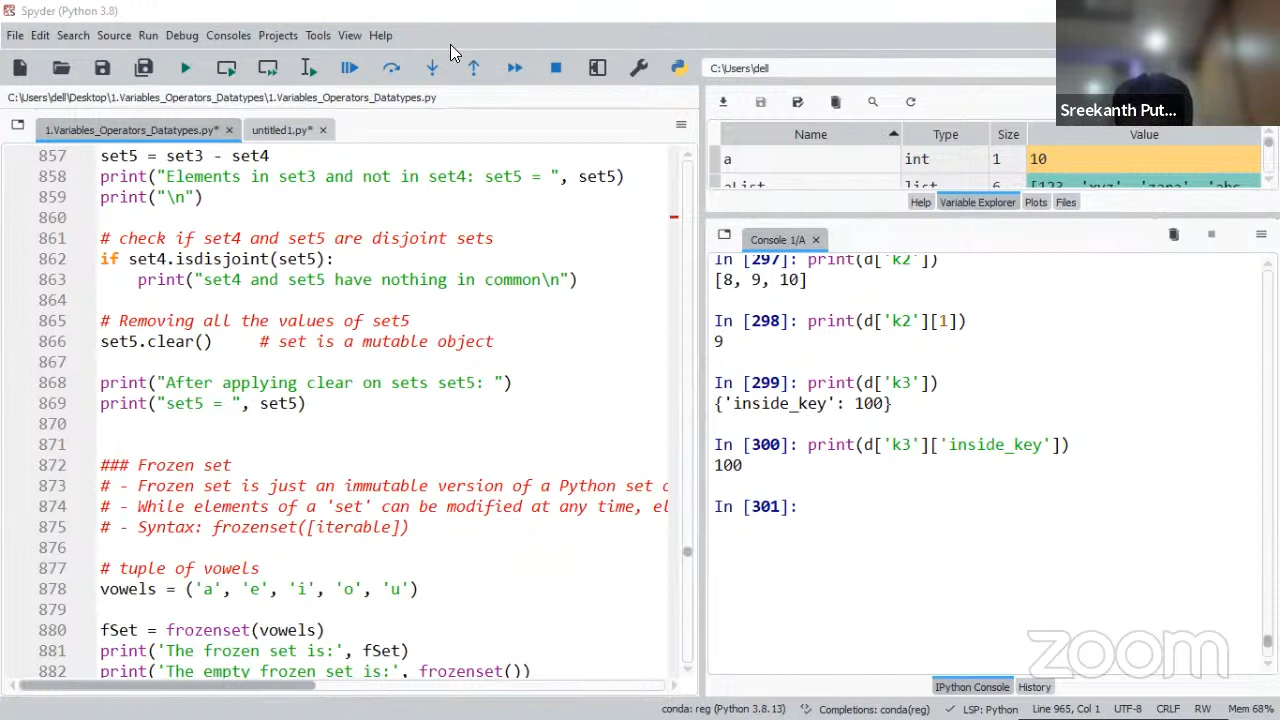 Spyder (Python 3.8)
File Edit Search Source Run Debug Consoles Projects Tools View Help
C:\Users\dell
C:\Users\dell\Desktop\1.Variables_Operators_Datatypes\1.Variables_Operators_Datatypes.py
Sreekanth Put...
1.Variables_Operators_Datatypes.py* untitled1.py*
Name Type Size Value
a int 1 10
aList list 6 [123, 'xyz', 'zara', 'abc
Help Variable Explorer Plots Files
857 set5 = set3 - set4
858 print("Elements in set3 and not in set4: set5 = ", set5)
859 print("\n")
860
861 # check if set4 and set5 are disjoint sets
862 if set4.isdisjoint(set5):
863 print("set4 and set5 have nothing in common\n")
864
865 # Removing all the values of set5
866 set5.clear() # set is a mutable object
867
868 print("After applying clear on sets set5: ")
869 print("set5 = ", set5)
870
871
872 ### Frozen set
873 # - Frozen set is just an immutable version of a Python set
874 # - While elements of a 'set' can be modified at any time,
875 # - Syntax: frozenset([iterable])
876
877 # tuple of vowels
878 vowels = ('a', 'e', 'i', 'o', 'u')
879
880 fSet = frozenset(vowels)
881 print('The frozen set is:', fSet)
882 print('The empty frozen set is:', frozenset())
Console 1/A
In [297]: print(d['k2'])
[8, 9, 10]
In [298]: print(d['k2'][1])
9
In [299]: print(d['k3'])
{'inside_key': 100}
In [300]: print(d['k3']['inside_key'])
100
In [301]:
zoom
IPython Console History
conda: reg (Python 3.8.13) Completions: conda(reg) LSP: Python Line 965, Col 1 UTF-8 CRLF RW Mem 68%